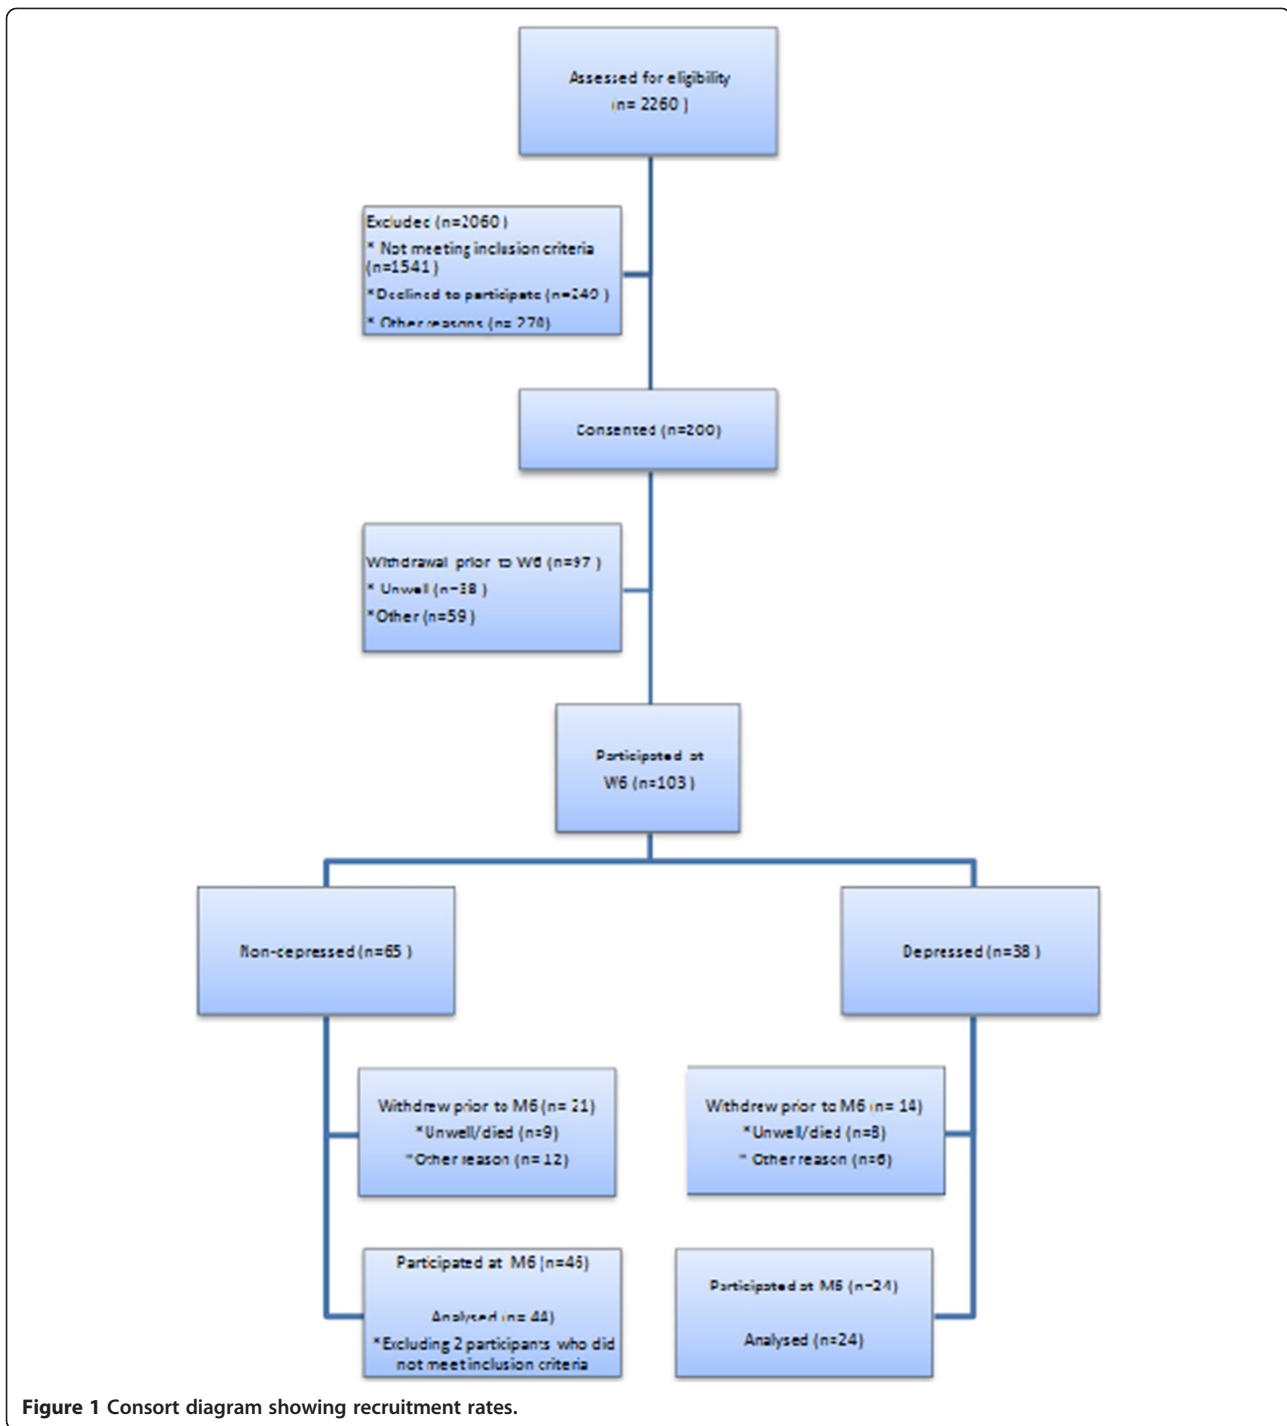 Assessed for eligibility
(n= 2260 )
Excluded (n=2060 )
* Not meeting inclusion criteria
(n=1541 )
*Declined to participate (n=249 )
* Other reasons (n= 270)
Consented (n=200)
Withdrawal prior to W6 (n=97 )
* Unwell (n=38 )
*Other (n=59 )
Participated at
W6 (n=103 )
Non-depressed (n=65 )
Depressed (n=38 )
Withdrew prior to M6 (n= 21)
*Unwell/died (n=9)
*Other reason (n= 12)
Withdrew prior to M6 (n= 14)
*Unwell/died (n=8)
* Other reason (n=6)
Participated at M6 (n=46)
Analysed (n= 44)
*Excluding 2 participants who did
not meet inclusion criteria
Participated at M6 (n=24)
Analysed (n=24)
Figure 1 Consort diagram showing recruitment rates.